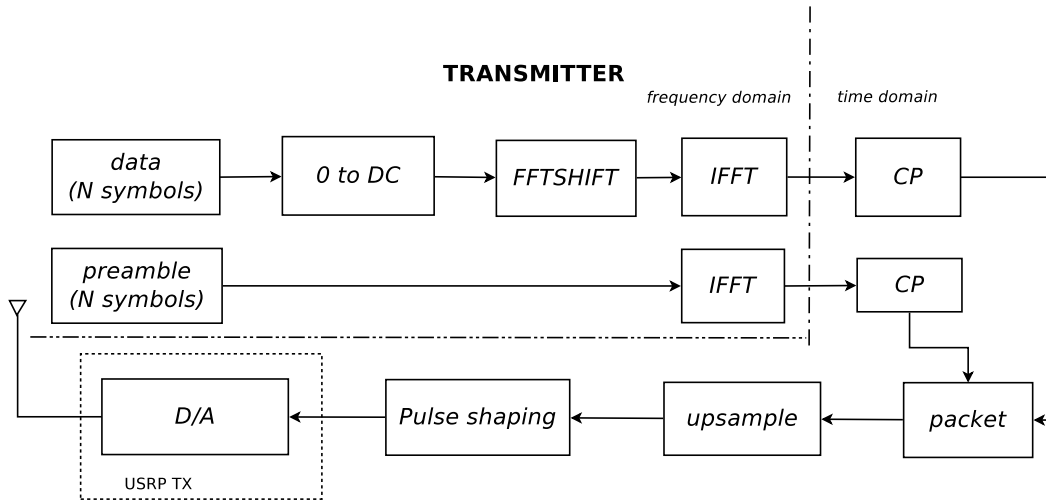 TRANSMITTER
frequency domain
time domain
data
(N symbols)
0 to DC
FFTSHIFT
IFFT
CP
preamble
(N symbols)
IFFT
CP
D/A
Pulse shaping
upsample
packet
USRP TX